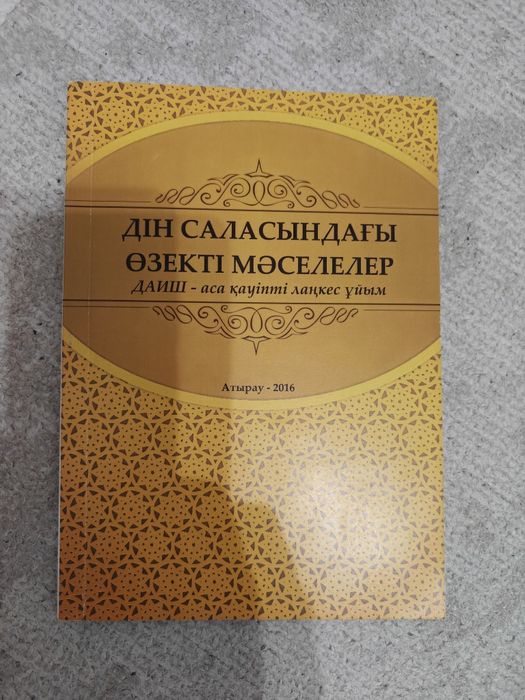 ДІН САЛАСЫНДАҒЫ
ӨЗЕКТІ МӘСЕЛЕЛЕР
ДАИШ - аса қауіпті лаңкес ұйым
Атырау - 2016